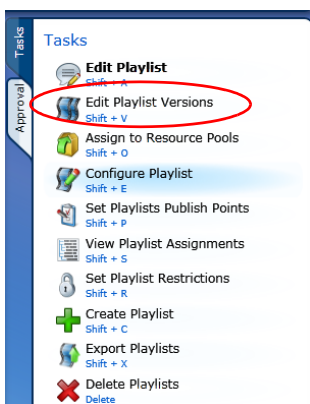 Tasks
Approval
Tasks
Edit Playlist
Shift + A
Edit Playlist Versions
Shift + V
Assign to Resource Pools
Shift + O
Configure Playlist
Shift + E
Set Playlists Publish Points
Shift + P
View Playlist Assignments
Shift + S
Set Playlist Restrictions
Shift + R
Create Playlist
Shift + C
Export Playlists
Shift + X
Delete Playlists
Delete